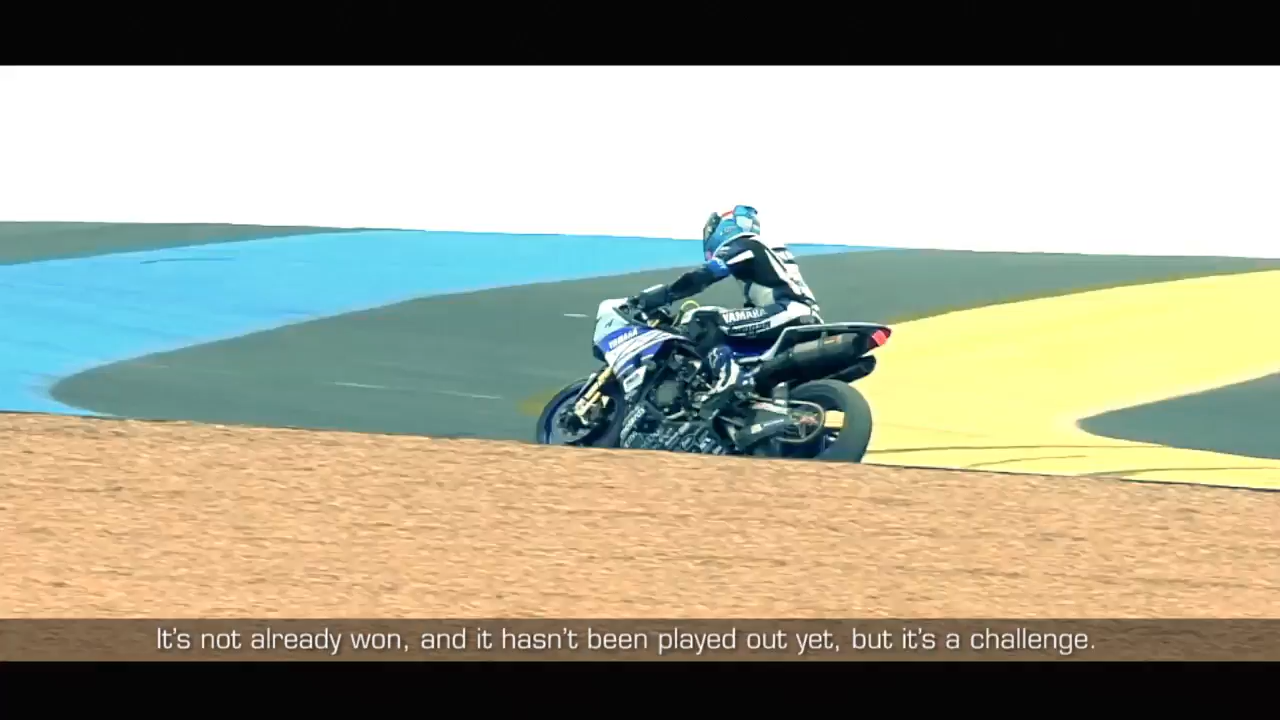 YAMAHA
YAMAHA
It's not already won, and it hasn't been played out yet, but it's a challenge.